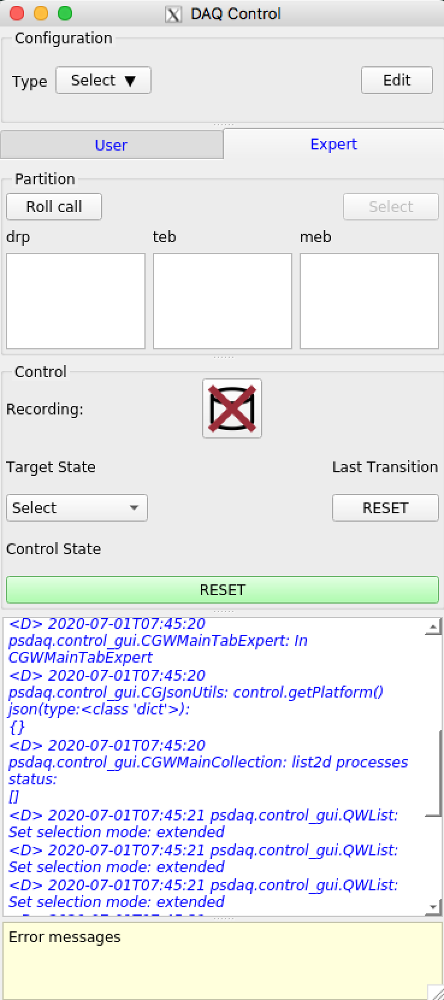 DAQ Control
Configuration
Type Select ▼ Edit
User Expert
Partition
Roll call Select
drp teb meb
Control
Recording:
Target State Last Transition
Select RESET
Control State
RESET
<D> 2020-07-01T07:45:20
psdaq.control_gui.CGWMainTabExpert: In
CGWMainTabExpert
<D> 2020-07-01T07:45:20
psdaq.control_gui.CGJsonUtils: control.getPlatform()
json(type:<class 'dict'>):
{}
<D> 2020-07-01T07:45:20
psdaq.control_gui.CGWMainCollection: list2d processes
status:
[]
<D> 2020-07-01T07:45:21 psdaq.control_gui.QWList:
Set selection mode: extended
<D> 2020-07-01T07:45:21 psdaq.control_gui.QWList:
Set selection mode: extended
<D> 2020-07-01T07:45:21 psdaq.control_gui.QWList:
Set selection mode: extended
Error messages